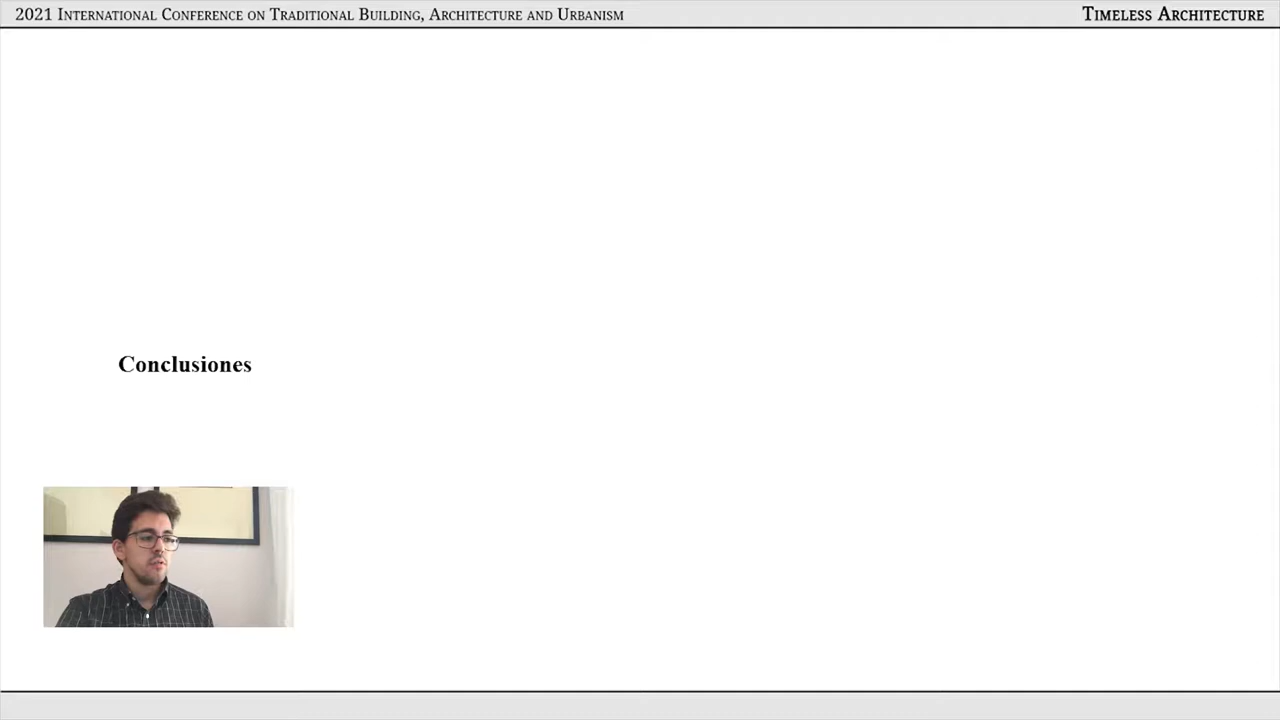 2021 International Conference on Traditional Building, Architecture and Urbanism
Timeless Architecture
Conclusiones